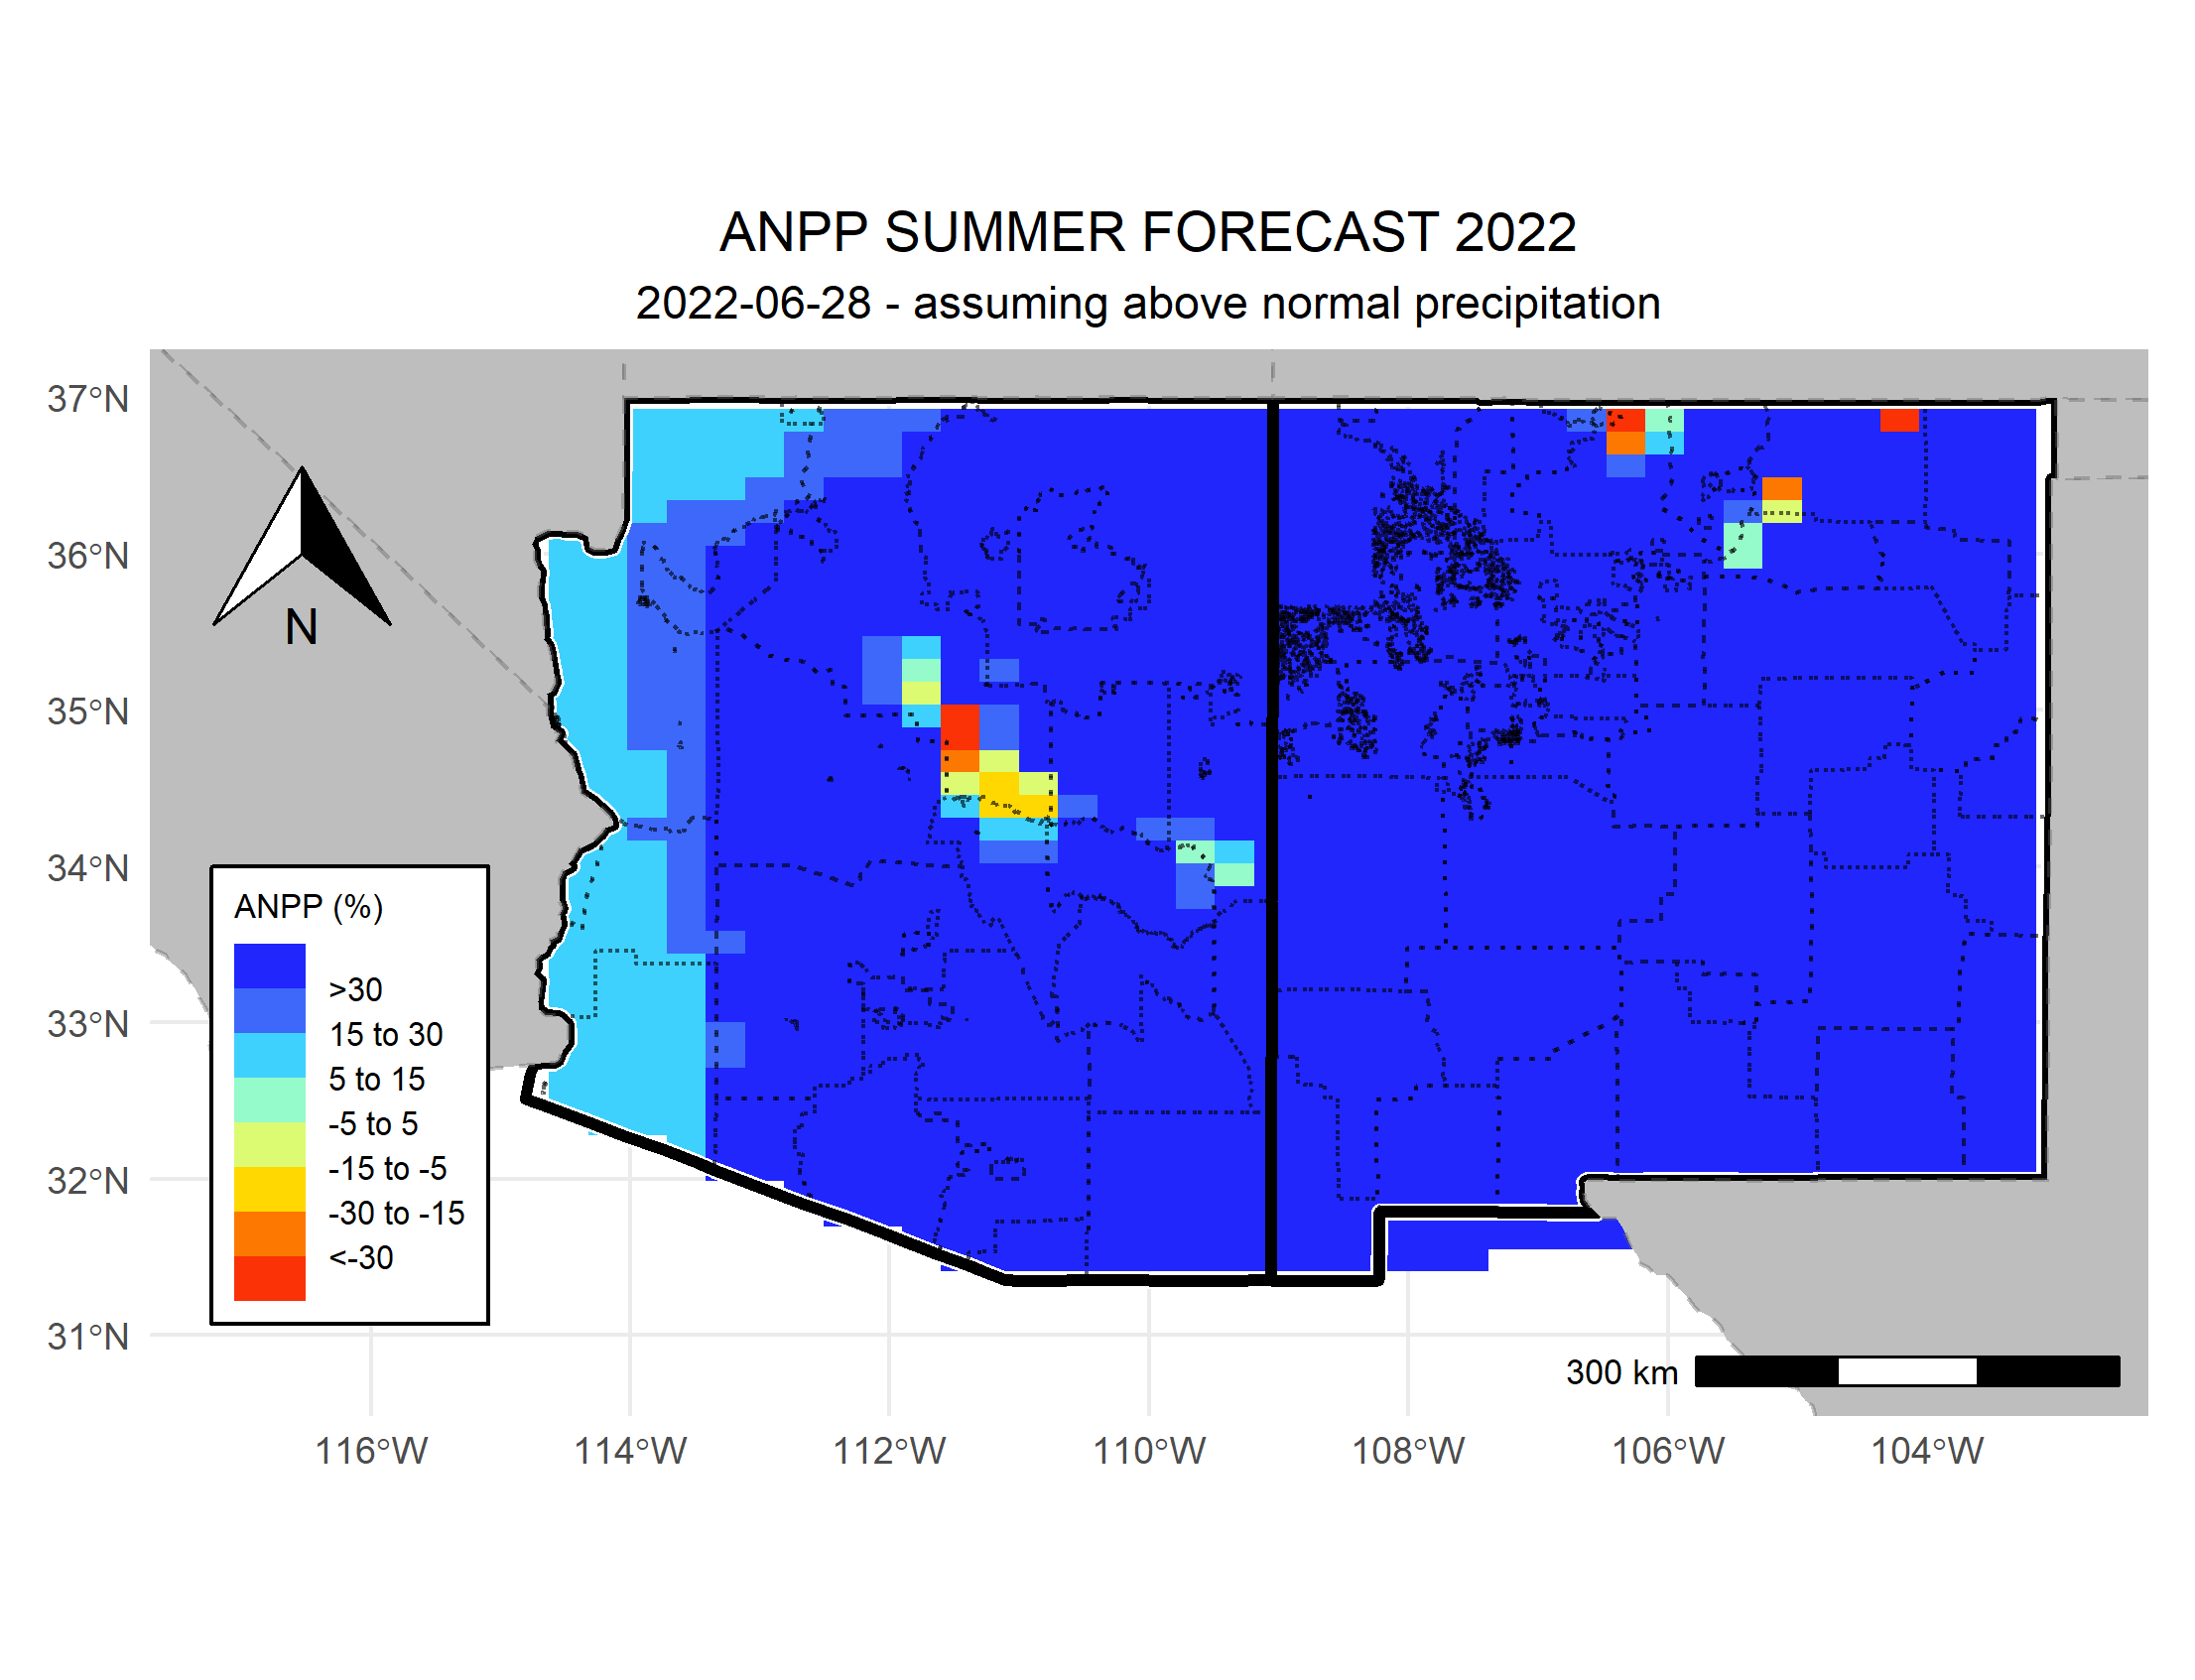 ANPP SUMMER FORECAST 2022
2022-06-28 - assuming above normal precipitation
37°N
36°N
35°N
34°N
33°N
32°N
31°N
N
ANPP (%)
>30
15 to 30
5 to 15
-5 to 5
-15 to -5
-30 to -15
<-30
300 km
116°W
114°W
112°W
110°W
108°W
106°W
104°W